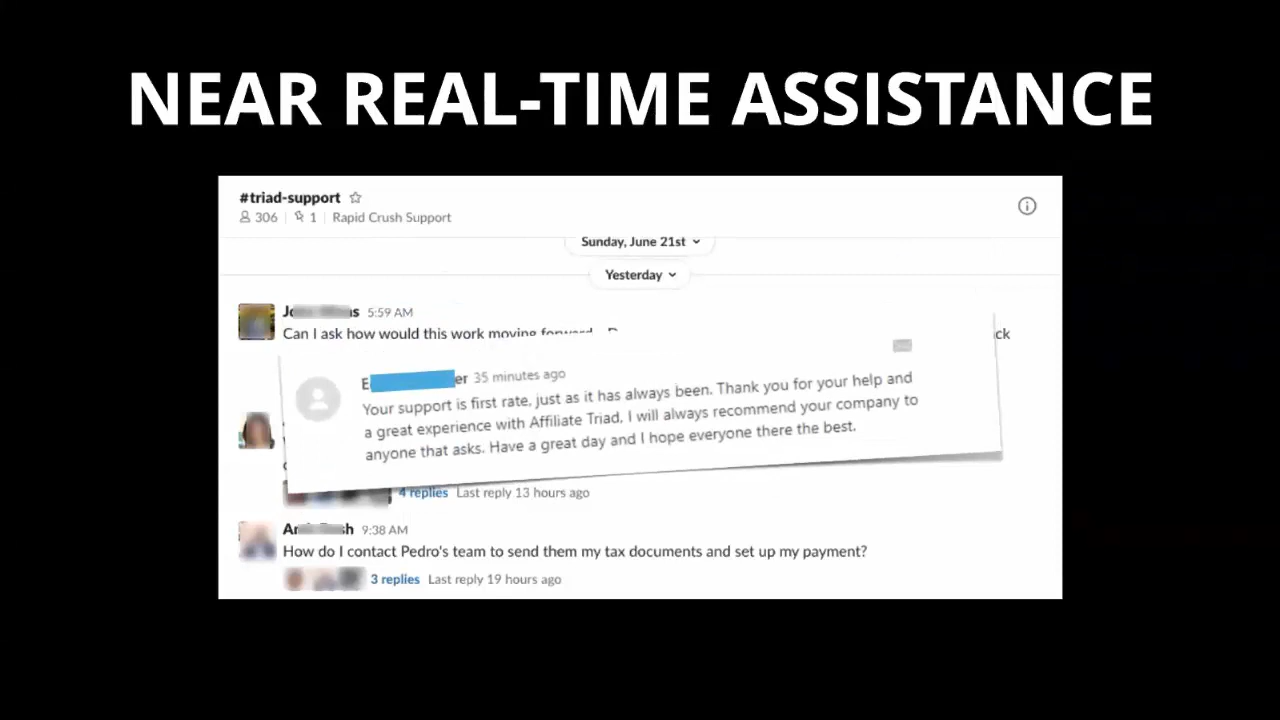 NEAR REAL-TIME ASSISTANCE
#triad-support
306 | 1 | Rapid Crush Support
Sunday, June 21st
Yesterday
5:59 AM
Can I ask how would this work moving forward
ck
35 minutes ago
Your support is first rate, just as it has always been. Thank you for your help and
a great experience with Affiliate Triad, I will always recommend your company to
anyone that asks. Have a great day and I hope everyone there the best.
4 replies Last reply 13 hours ago
9:38 AM
How do I contact Pedro's team to send them my tax documents and set up my payment?
3 replies Last reply 19 hours ago